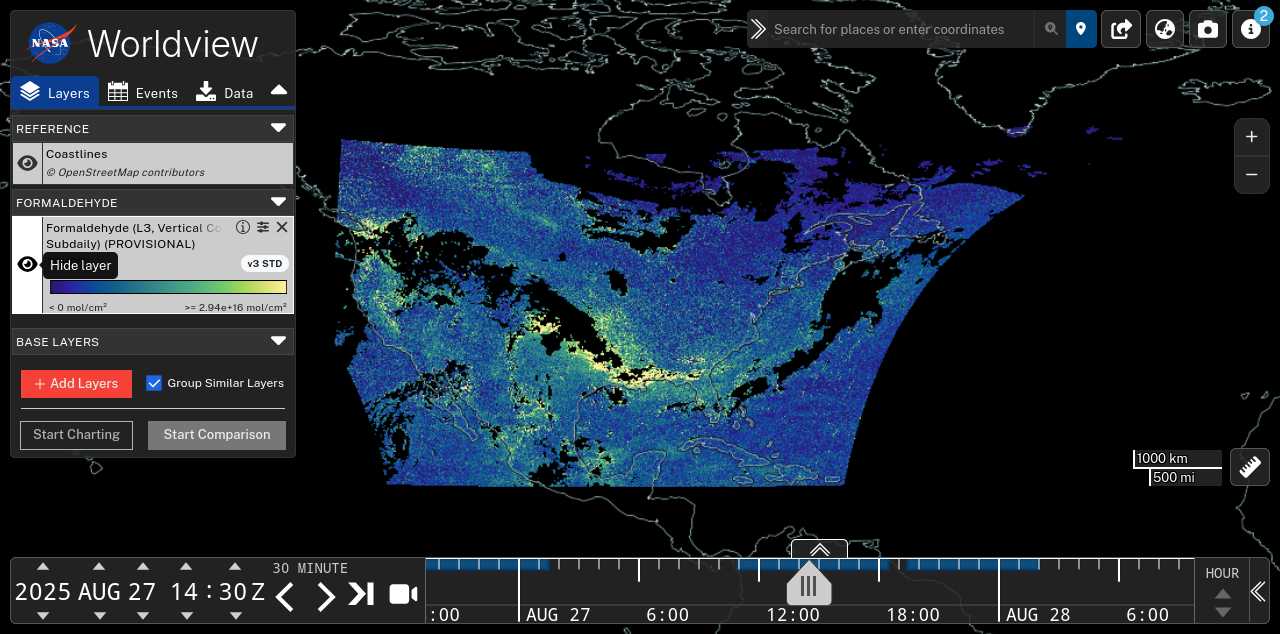 NASA
Worldview
Layers
Events
Data
REFERENCE
Coastlines
© OpenStreetMap contributors
FORMALDEHYDE
Formaldehyde (L3, Vertical Co
Subdaily) (PROVISIONAL)
Hide layer
v3 STD
< 0 mol/cm²
>= 2.94e+16 mol/cm²
BASE LAYERS
+ Add Layers
Group Similar Layers
Start Charting
Start Comparison
Search for places or enter coordinates
2
+
−
1000 km
500 mi
2025 AUG 27 14 : 30 Z
30 MINUTE
:00
AUG 27
6:00
12:00
18:00
AUG 28
6:00
HOUR